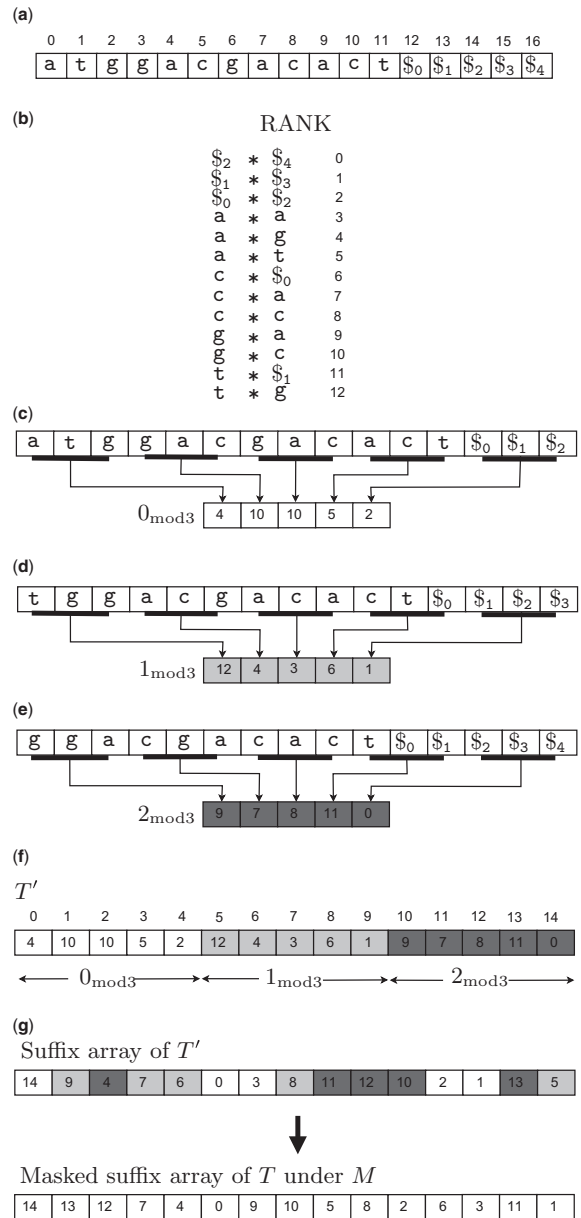 (a)
0 1 2 3 4 5 6 7 8 9 10 11 12 13 14 15 16
a t g g a c g a c a c t $0 $1 $2 $3 $4
(b)
RANK
$2 * $4 0
$1 * $3 1
$0 * $2 2
a * a 3
a * g 4
a * t 5
c * $0 6
c * a 7
c * c 8
g * a 9
g * c 10
t * $1 11
t * g 12
(c)
a t g g a c g a c a c t $0 $1 $2
0mod3 4 10 10 5 2
(d)
t g g a c g a c a c t $0 $1 $2 $3
1mod3 12 4 3 6 1
(e)
g g a c g a c a c t $0 $1 $2 $3 $4
2mod3 9 7 8 11 0
(f)
T'
0 1 2 3 4 5 6 7 8 9 10 11 12 13 14
4 10 10 5 2 12 4 3 6 1 9 7 8 11 0
0mod3 1mod3 2mod3
(g)
Suffix array of T'
14 9 4 7 6 0 3 8 11 12 10 2 1 13 5
Masked suffix array of T under M
14 13 12 7 4 0 9 10 5 8 2 6 3 11 1